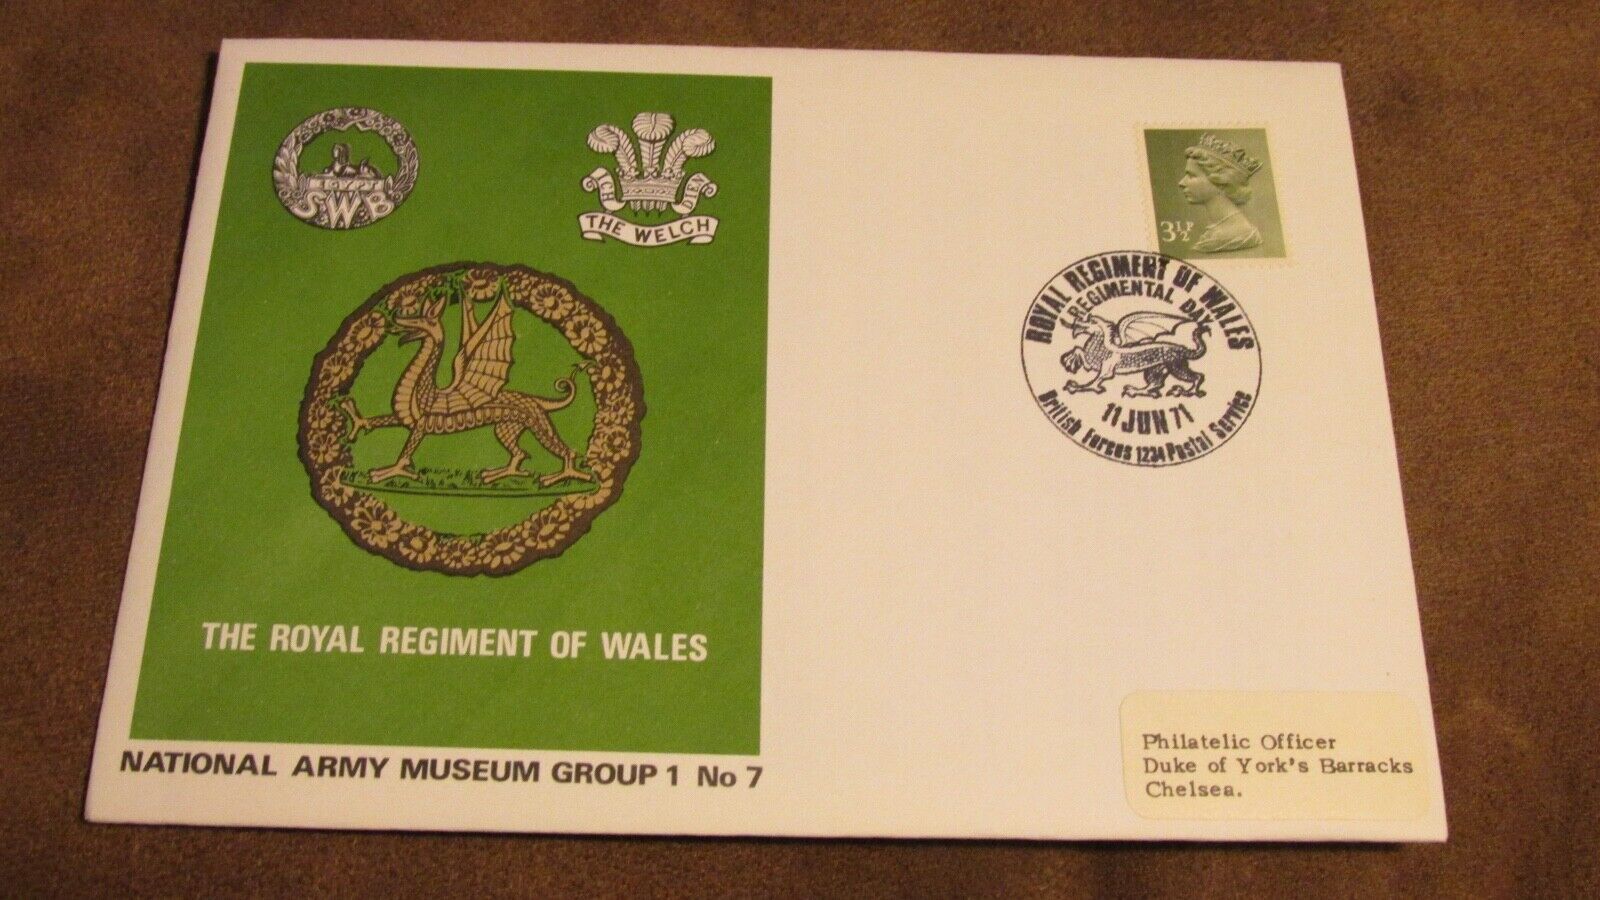 SWB
ICH DIEN
THE WELCH
THE ROYAL REGIMENT OF WALES
NATIONAL ARMY MUSEUM GROUP 1 No 7
3½P
ROYAL REGIMENT OF WALES
REGIMENTAL DAY
11 JUN 71
British Forces 1234 Postal Service
Philatelic Officer
Duke of York's Barracks
Chelsea.